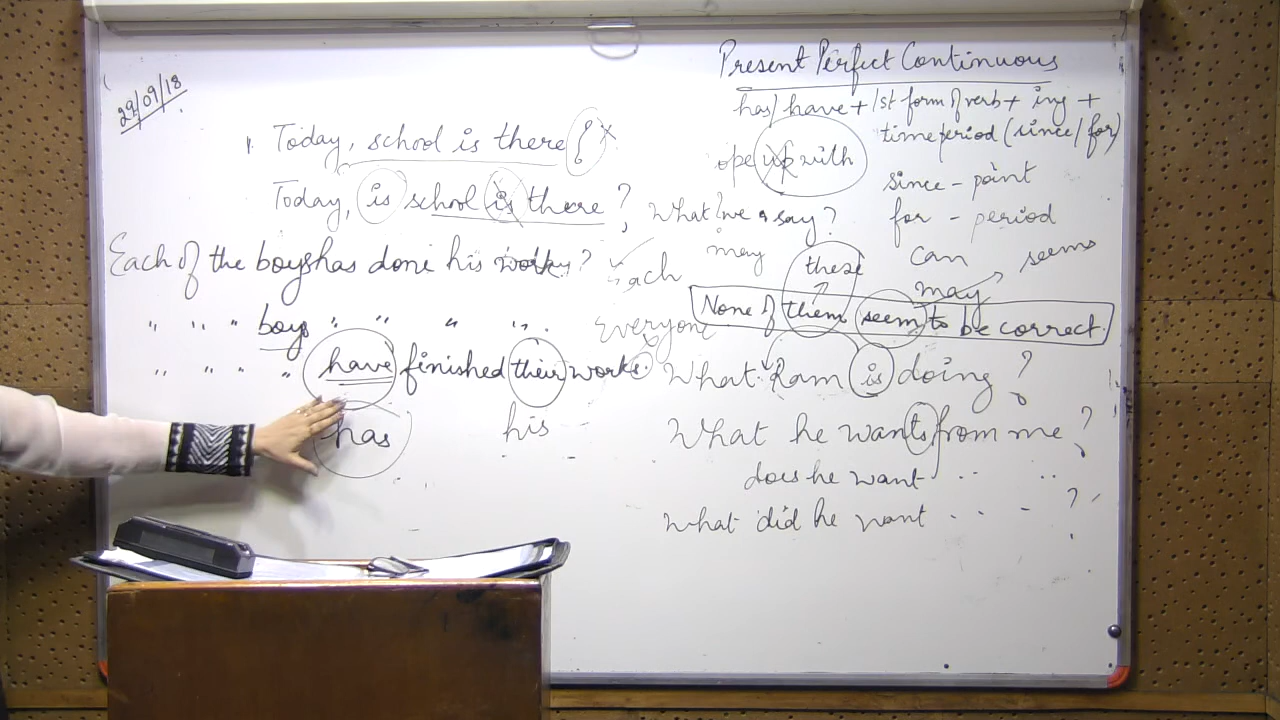 29/09/18
1. Today, school is there ?
Today, is school is there ?
Each of the boys has done his work ?
" " " boys " " " " .
" " " " have finished their works.
has his
Each
Everyone
Present Perfect Continuous
has/have + 1st form of verb + ing +
time period (since/for)
ope up with
since - point
for - period
What we say?
may
can
may
seems
these
None of them seem to be correct.
What Ram is doing ?
What he wants from me ?
does he want " ..
What did he want . . - ?